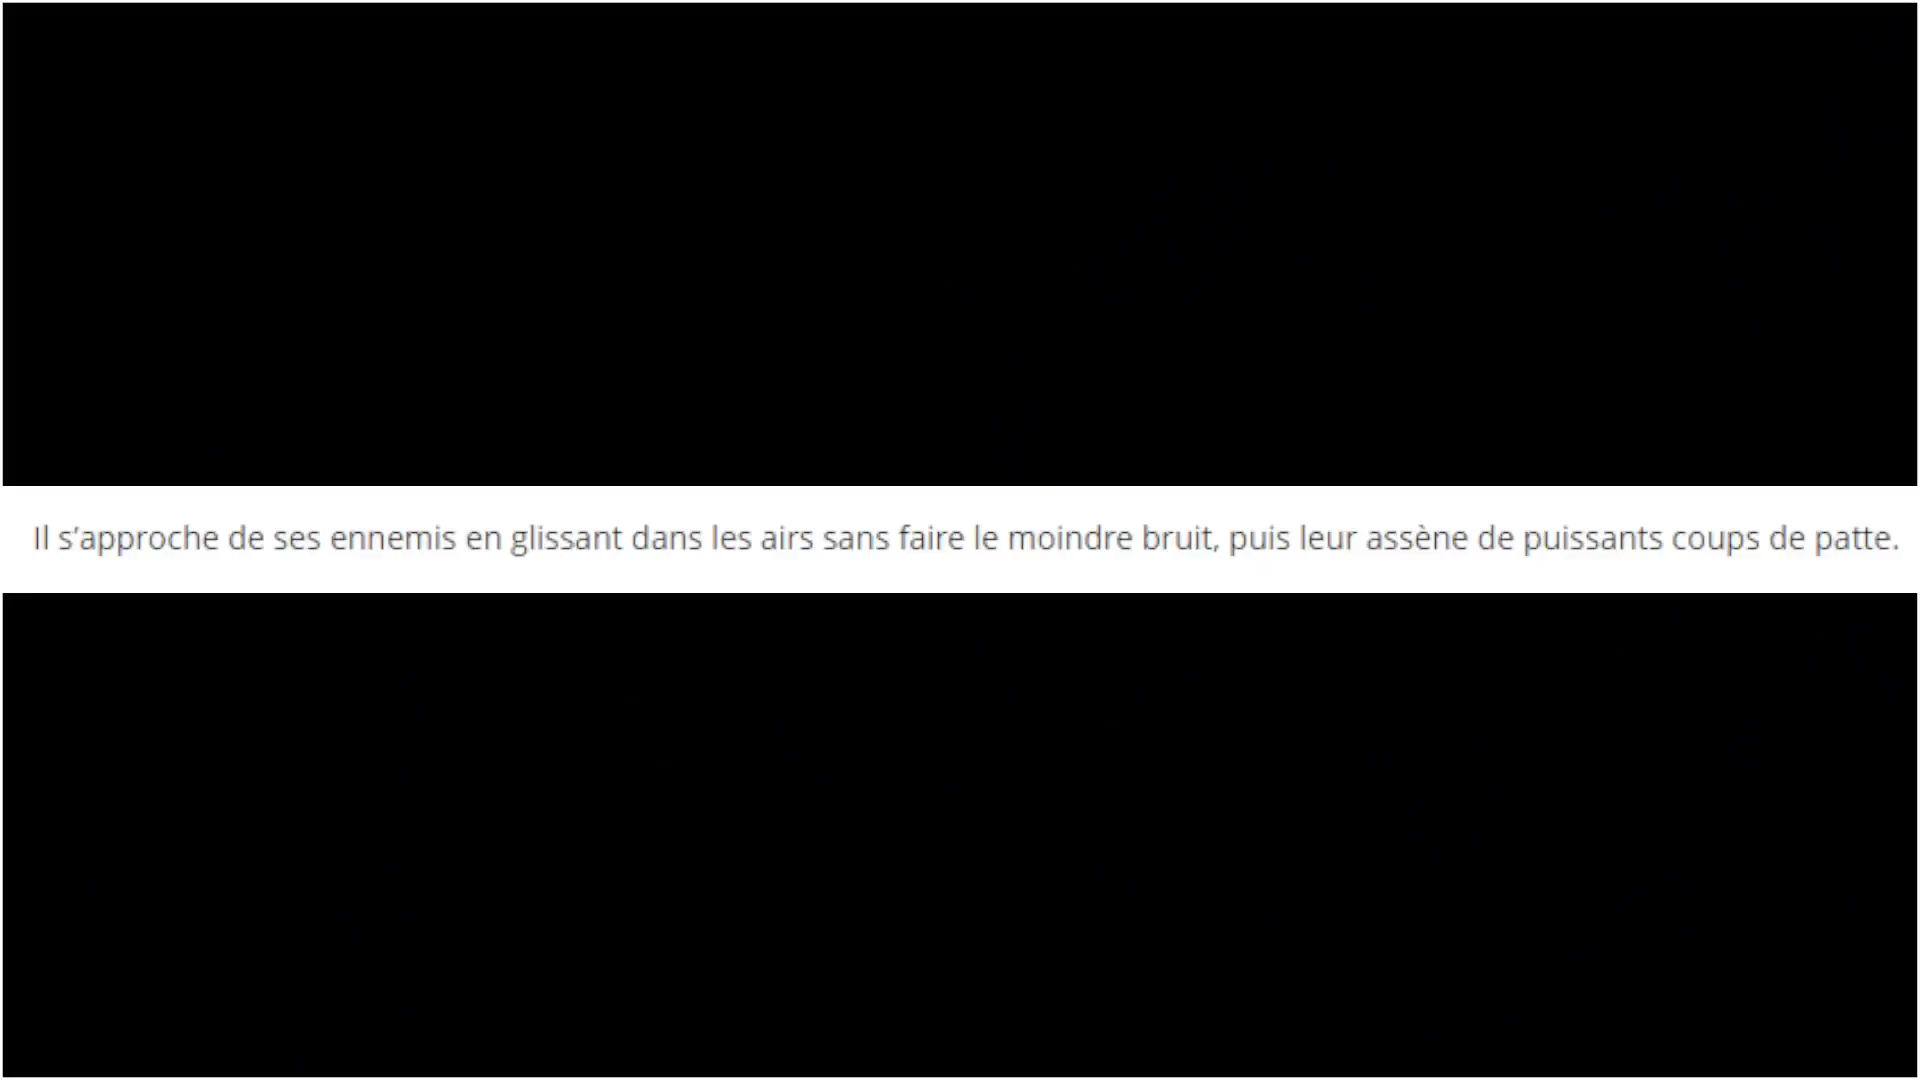 Il s’approche de ses ennemis en glissant dans les airs sans faire le moindre bruit, puis leur assène de puissants coups de patte.